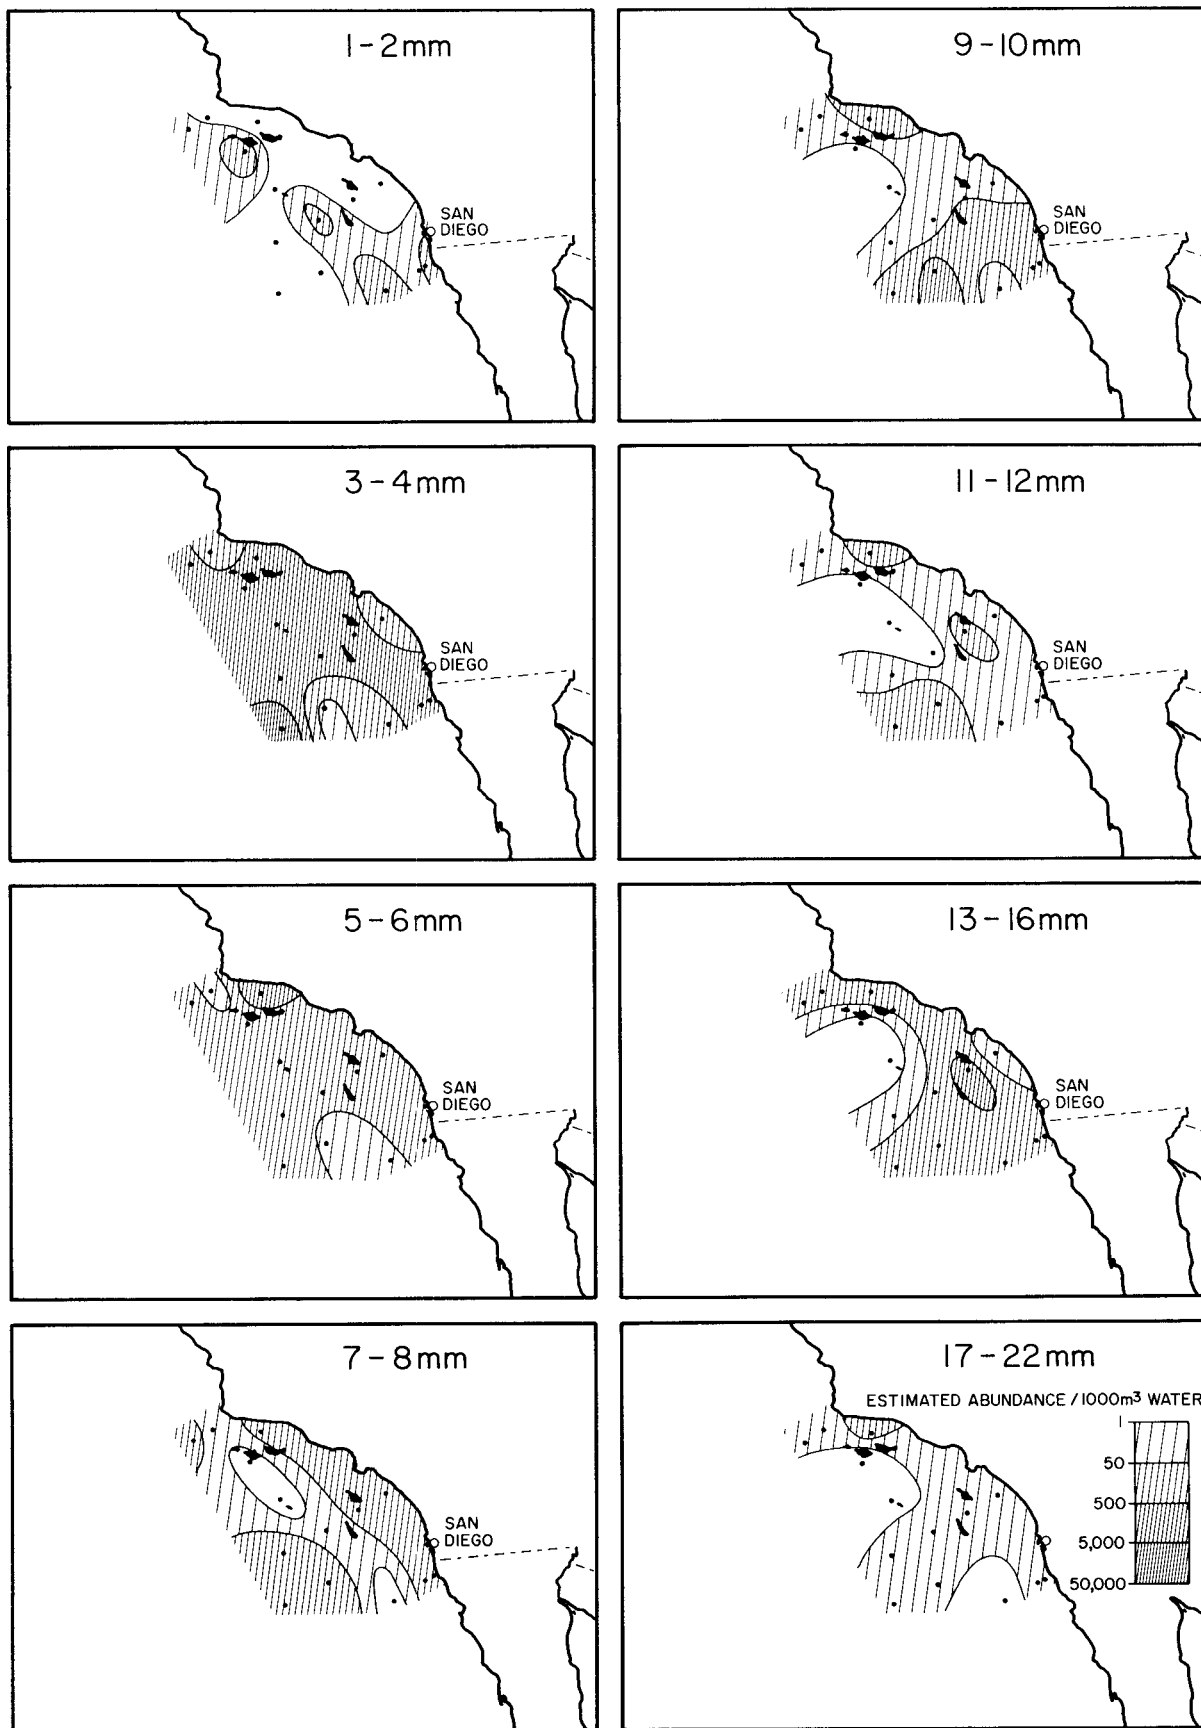 1-2mm
SAN
DIEGO
9-10mm
SAN
DIEGO
3-4mm
SAN
DIEGO
11-12mm
SAN
DIEGO
5-6mm
SAN
DIEGO
13-16mm
SAN
DIEGO
7-8mm
SAN
DIEGO
17-22mm
ESTIMATED ABUNDANCE / 1000m³ WATER
1
50
500
5,000
50,000